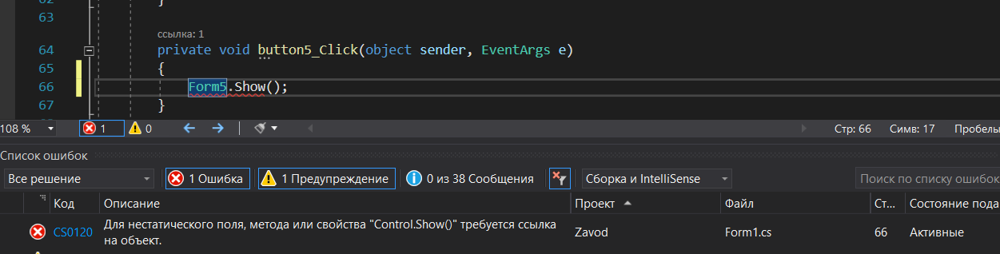 62 }
63
ссылка: 1
64 private void button5_Click(object sender, EventArgs e)
65 {
66 Form5.Show();
67 }
108 % 1 0 Стр: 66 Симв: 17 Пробелы
Список ошибок
Все решение 1 Ошибка 1 Предупреждение 0 из 38 Сообщения Сборка и IntelliSense Поиск по списку ошибок
Код Описание Проект Файл Ст... Состояние пода
CS0120 Для нестатического поля, метода или свойства "Control.Show()" требуется ссылка Zavod Form1.cs 66 Активные
на объект.